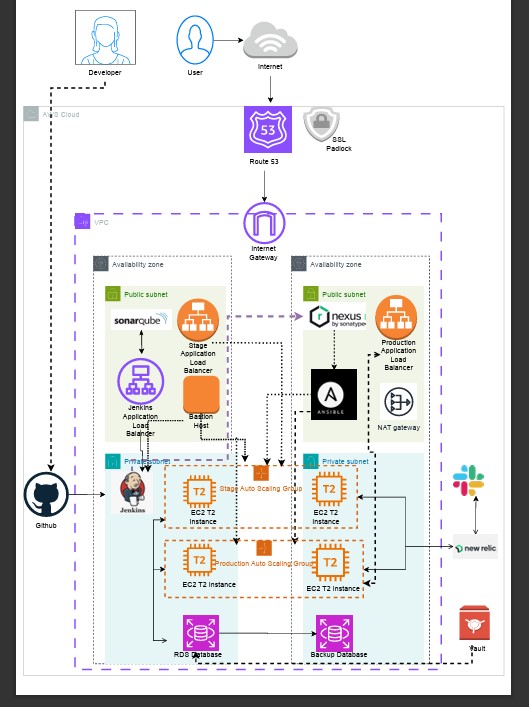 Developer
User
Internet
AWS Cloud
53
SSL
Padlock
Route 53
VPC
Internet
Gateway
Availability zone
Availability zone
Public subnet
Public subnet
sonarqube
nexus
by sonatype
Stage
Application
Load
Balancer
Production
Application
Load
Balancer
ANSIBLE
Jenkins
Application
Load
Balancer
Bastion
Host
NAT gateway
Private subnet
Private subnet
Jenkins
Github
Stage Auto Scaling Group
T2
T2
EC2 T2
Instance
EC2 T2
Instance
Production Auto Scaling Group
T2
T2
EC2 T2 Instance
EC2 T2 Instance
new relic
Vault
RDS Database
Backup Database